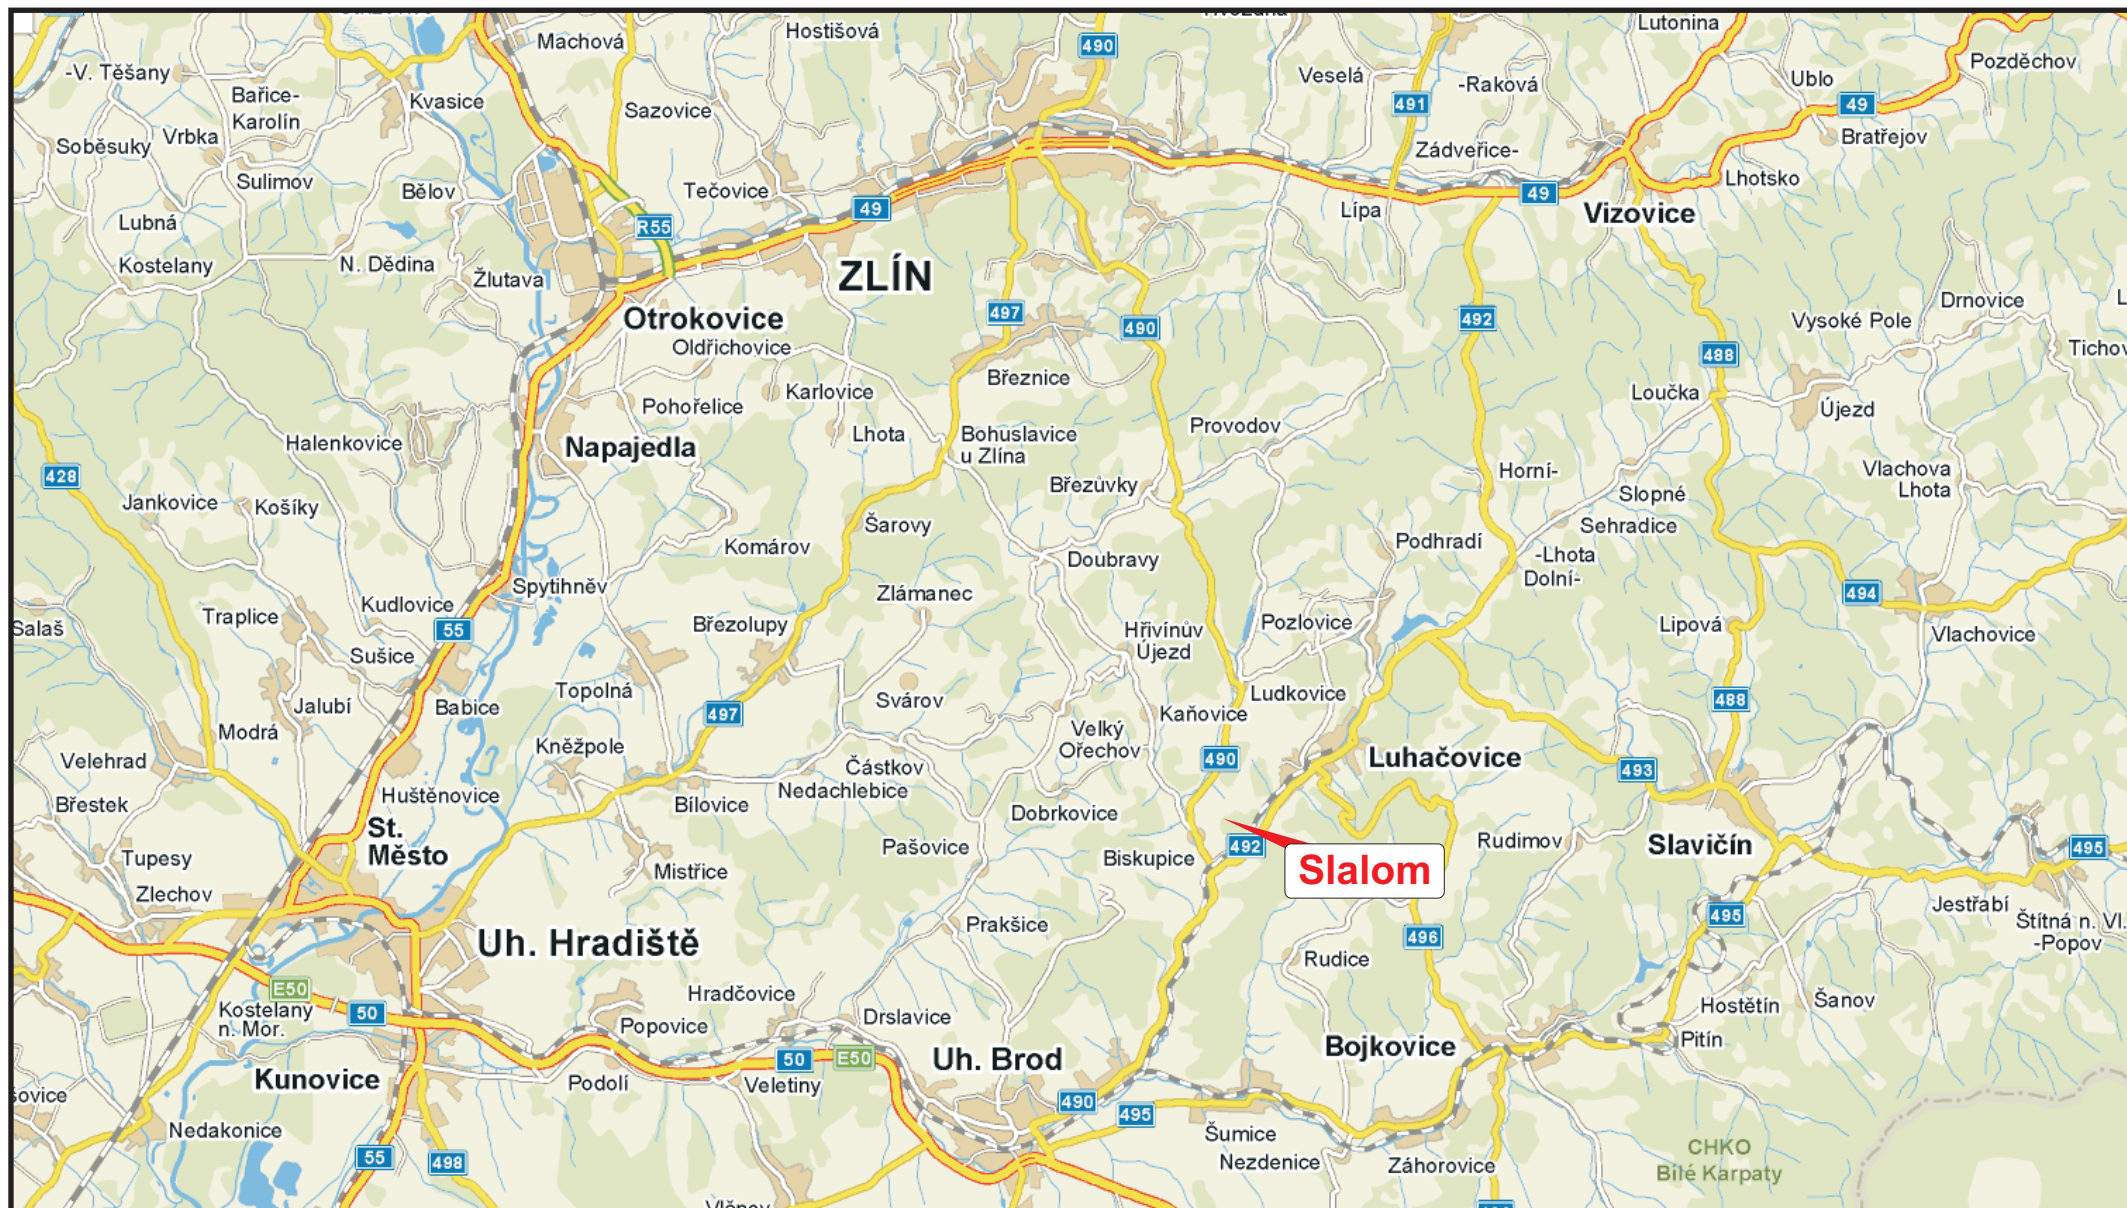 Machová
Hostišová
490
Lutonina
-V. Těšany
Bařice-
Karolín
Kvasice
Sazovice
Veselá
491
-Raková
Ublo
Pozděchov
49
Bratřejov
Soběsuky
Vrbka
Sulimov
Bělov
Tečovice
49
Zádveřice-
Lípa
49
Lhotsko
Vizovice
Lubná
R55
Kostelany
N. Dědina
Žlutava
ZLÍN
Otrokovice
Oldřichovice
497
490
492
488
Vysoké Pole
Drnovice
Březnice
Karlovice
Loučka
Újezd
Pohořelice
Lhota
Bohuslavice
u Zlína
Provodov
Halenkovice
Napajedla
428
Jankovice
Košíky
Březùvky
Horní-
Slopné
Sehradice
Vlachova
Lhota
Šarovy
Komárov
Doubravy
Podhradí
-Lhota
Dolní-
Spytihněv
Zlámanec
494
Salaš
Traplice
Kudlovice
55
Březolupy
Hřivínův
Újezd
Pozlovice
Lipová
Vlachovice
Sušice
Topolná
Svárov
Ludkovice
Jalubí
Babice
497
Kaňovice
488
Modrá
Velehrad
Kněžpole
Velký
Ořechov
490
Luhačovice
493
Částkov
Nedachlebice
Břestek
Huštěnovice
Bílovice
Dobrkovice
St.
Město
Tupesy
Zlechov
Mistřice
Pašovice
Biskupice
492
Slalom
Rudimov
Slavičín
495
Jestřabí
Štítná n. Vl.
-Popov
495
Uh. Hradiště
Prakšice
496
Rudice
E50
Kostelany
n. Mor.
50
Hradčovice
Popovice
Drslavice
Hostětín
Šanov
Pitín
Kunovice
Podolí
50
E50
Veletiny
Uh. Brod
Bojkovice
490
495
Nedakonice
55
498
Šumice
Nezdenice
Záhorovice
CHKO
Bílé Karpaty